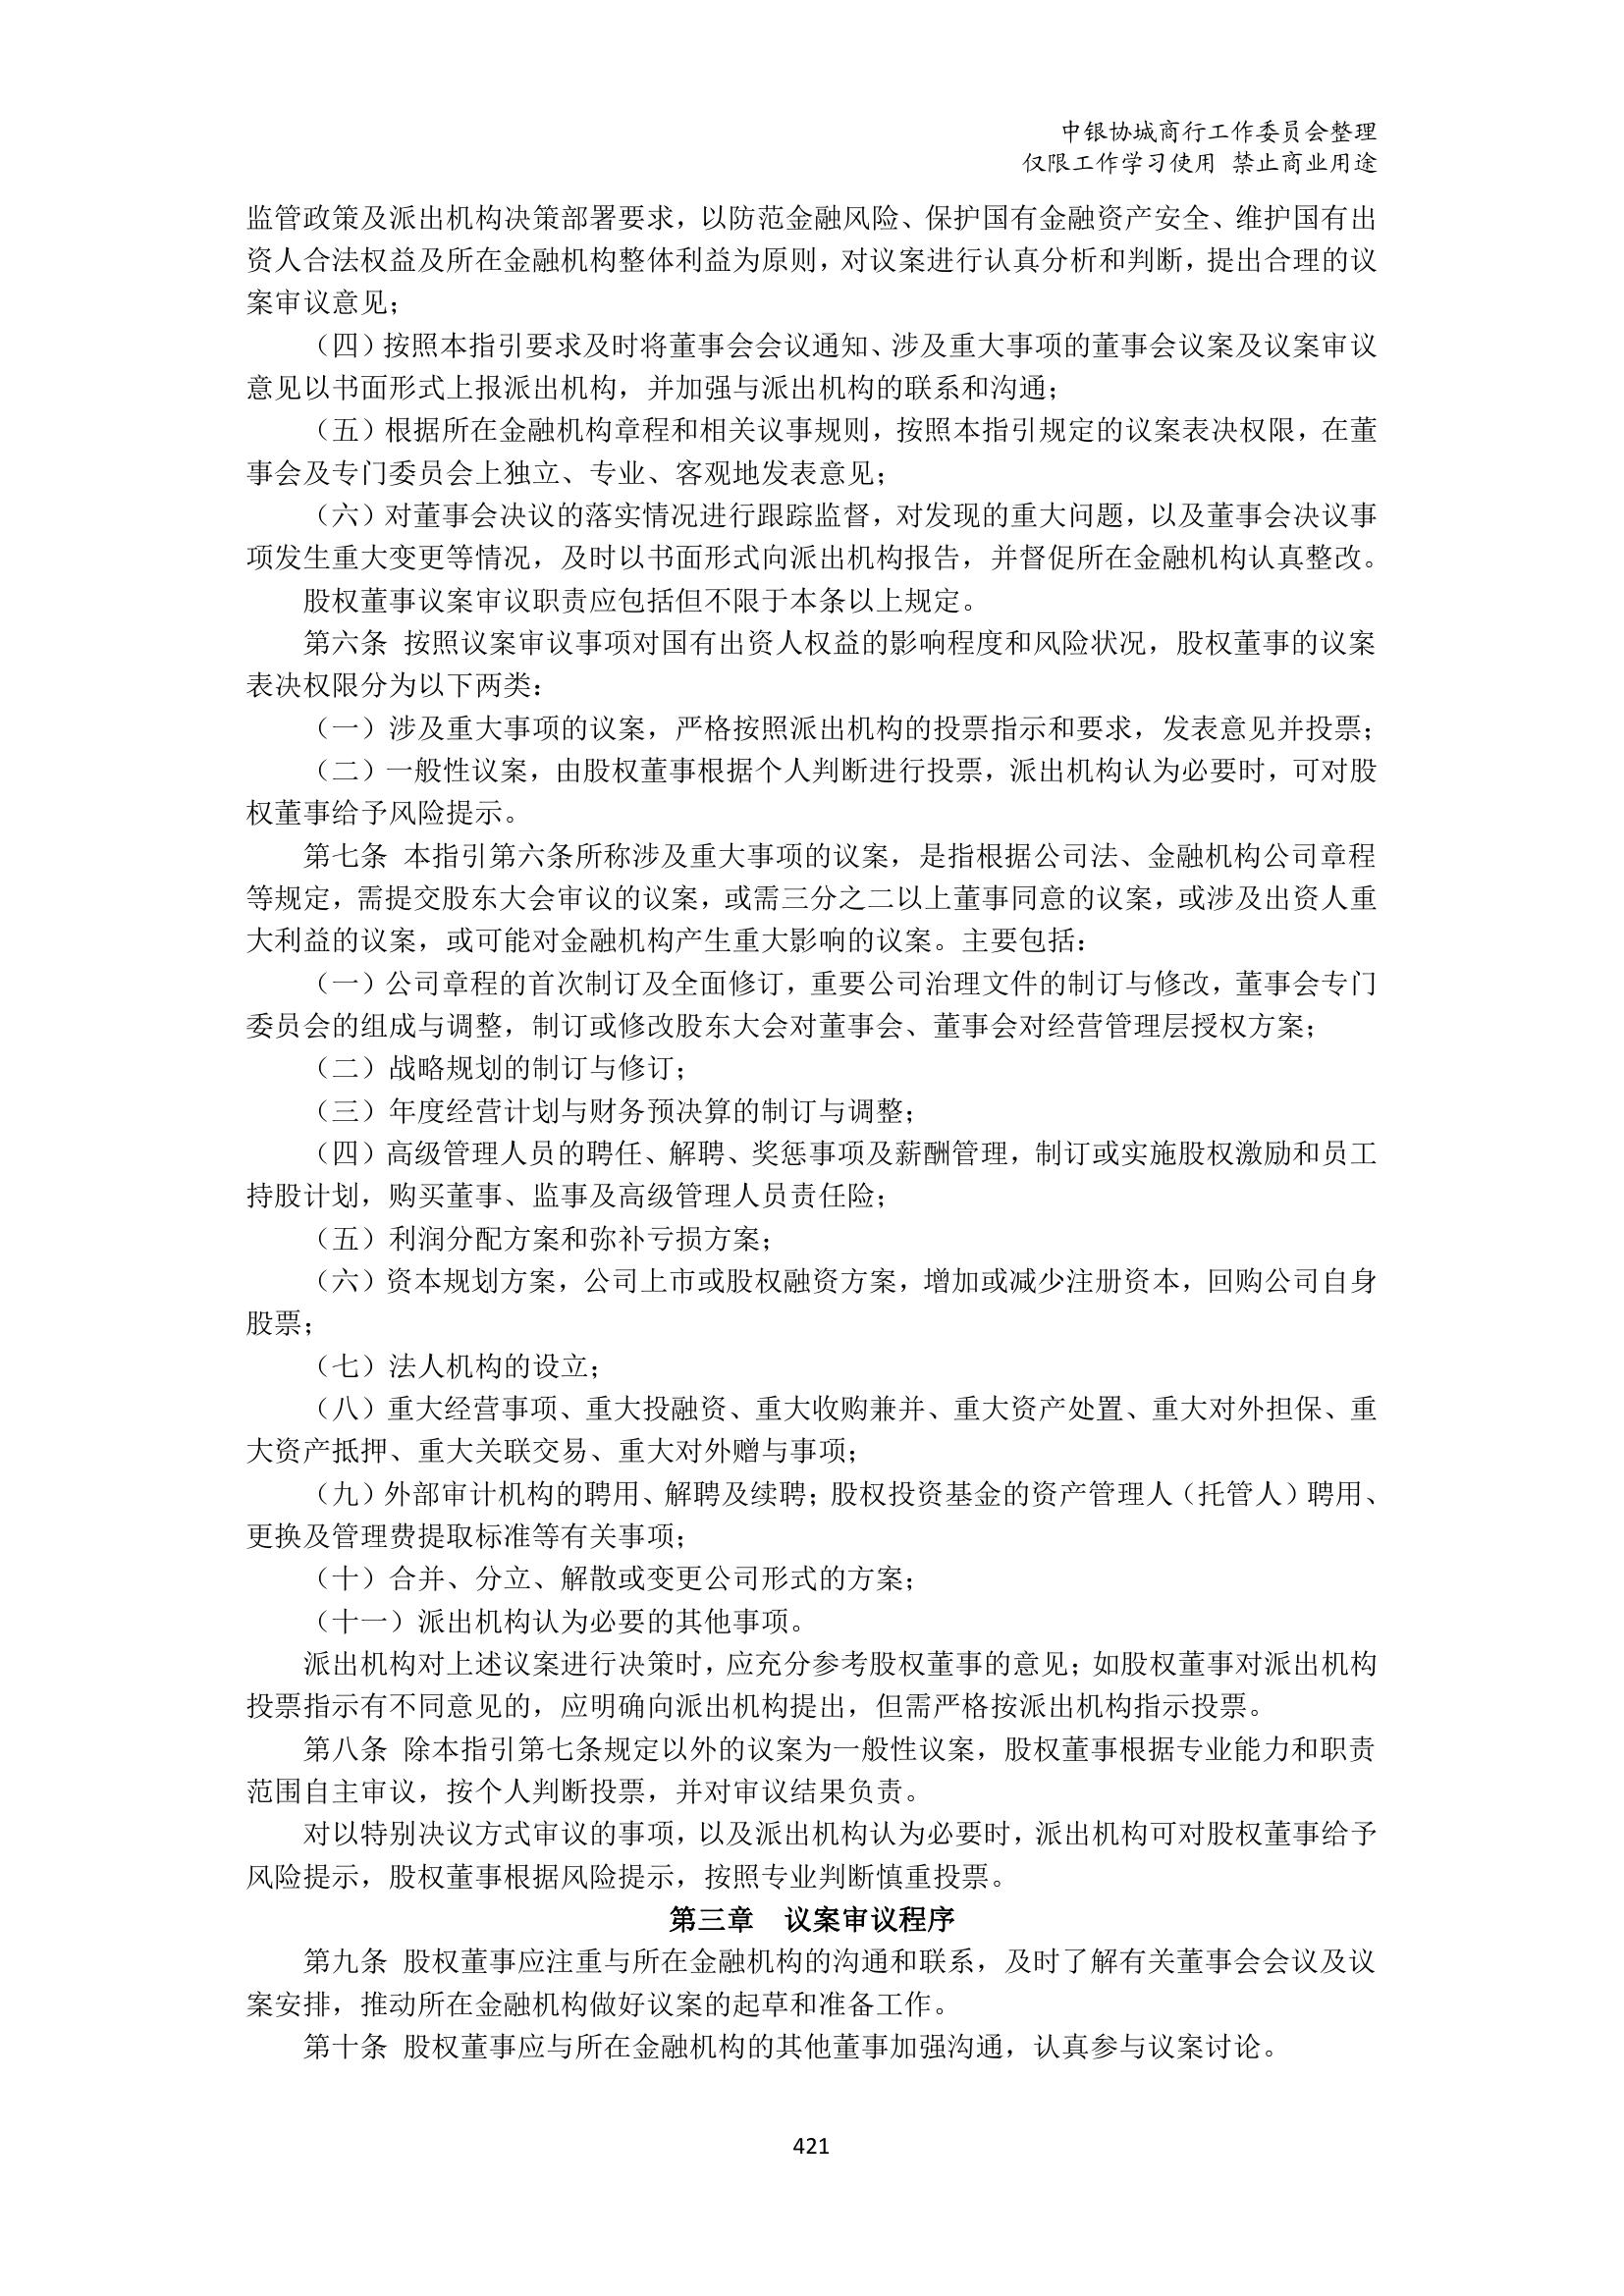 中银协城商行工作委员会整理
仅限工作学习使用 禁止商业用途
监管政策及派出机构决策部署要求，以防范金融风险、保护国有金融资产安全、维护国有出
资人合法权益及所在金融机构整体利益为原则，对议案进行认真分析和判断，提出合理的议
案审议意见；
（四）按照本指引要求及时将董事会会议通知、涉及重大事项的董事会议案及议案审议
意见以书面形式上报派出机构，并加强与派出机构的联系和沟通；
（五）根据所在金融机构章程和相关议事规则，按照本指引规定的议案表决权限，在董
事会及专门委员会上独立、专业、客观地发表意见；
（六）对董事会决议的落实情况进行跟踪监督，对发现的重大问题，以及董事会决议事
项发生重大变更等情况，及时以书面形式向派出机构报告，并督促所在金融机构认真整改。
股权董事议案审议职责应包括但不限于本条以上规定。
第六条 按照议案审议事项对国有出资人权益的影响程度和风险状况，股权董事的议案
表决权限分为以下两类：
（一）涉及重大事项的议案，严格按照派出机构的投票指示和要求，发表意见并投票；
（二）一般性议案，由股权董事根据个人判断进行投票，派出机构认为必要时，可对股
权董事给予风险提示。
第七条 本指引第六条所称涉及重大事项的议案，是指根据公司法、金融机构公司章程
等规定，需提交股东大会审议的议案，或需三分之二以上董事同意的议案，或涉及出资人重
大利益的议案，或可能对金融机构产生重大影响的议案。主要包括：
（一）公司章程的首次制订及全面修订，重要公司治理文件的制订与修改，董事会专门
委员会的组成与调整，制订或修改股东大会对董事会、董事会对经营管理层授权方案；
（二）战略规划的制订与修订；
（三）年度经营计划与财务预决算的制订与调整；
（四）高级管理人员的聘任、解聘、奖惩事项及薪酬管理，制订或实施股权激励和员工
持股计划，购买董事、监事及高级管理人员责任险；
（五）利润分配方案和弥补亏损方案；
（六）资本规划方案，公司上市或股权融资方案，增加或减少注册资本，回购公司自身
股票；
（七）法人机构的设立；
（八）重大经营事项、重大投融资、重大收购兼并、重大资产处置、重大对外担保、重
大资产抵押、重大关联交易、重大对外赠与事项；
（九）外部审计机构的聘用、解聘及续聘；股权投资基金的资产管理人（托管人）聘用、
更换及管理费提取标准等有关事项；
（十）合并、分立、解散或变更公司形式的方案；
（十一）派出机构认为必要的其他事项。
派出机构对上述议案进行决策时，应充分参考股权董事的意见；如股权董事对派出机构
投票指示有不同意见的，应明确向派出机构提出，但需严格按派出机构指示投票。
第八条 除本指引第七条规定以外的议案为一般性议案，股权董事根据专业能力和职责
范围自主审议，按个人判断投票，并对审议结果负责。
对以特别决议方式审议的事项，以及派出机构认为必要时，派出机构可对股权董事给予
风险提示，股权董事根据风险提示，按照专业判断慎重投票。
第三章 议案审议程序
第九条 股权董事应注重与所在金融机构的沟通和联系，及时了解有关董事会会议及议
案安排，推动所在金融机构做好议案的起草和准备工作。
第十条 股权董事应与所在金融机构的其他董事加强沟通，认真参与议案讨论。
421